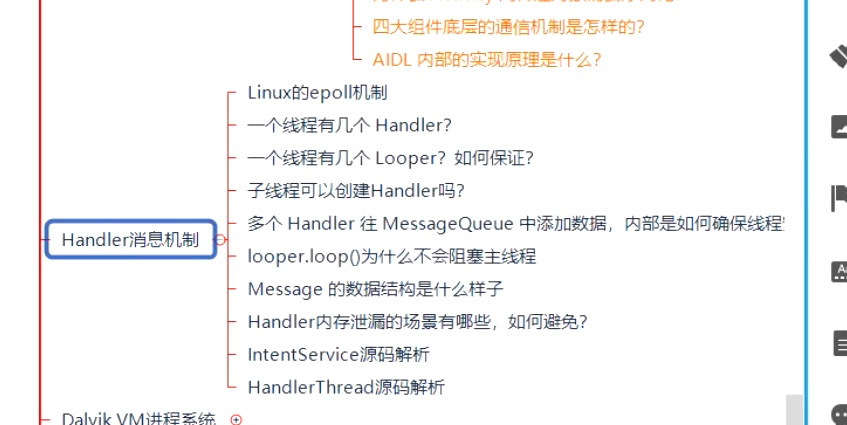 四大组件底层的通信机制是怎样的?
AIDL 内部的实现原理是什么?
Linux的epoll机制
一个线程有几个 Handler?
一个线程有几个 Looper? 如何保证?
子线程可以创建Handler吗?
多个 Handler 往 MessageQueue 中添加数据，内部是如何确保线程
Handler消息机制
looper.loop()为什么不会阻塞主线程
Message 的数据结构是什么样子
Handler内存泄漏的场景有哪些，如何避免?
IntentService源码解析
HandlerThread源码解析
Dalvik VM进程系统